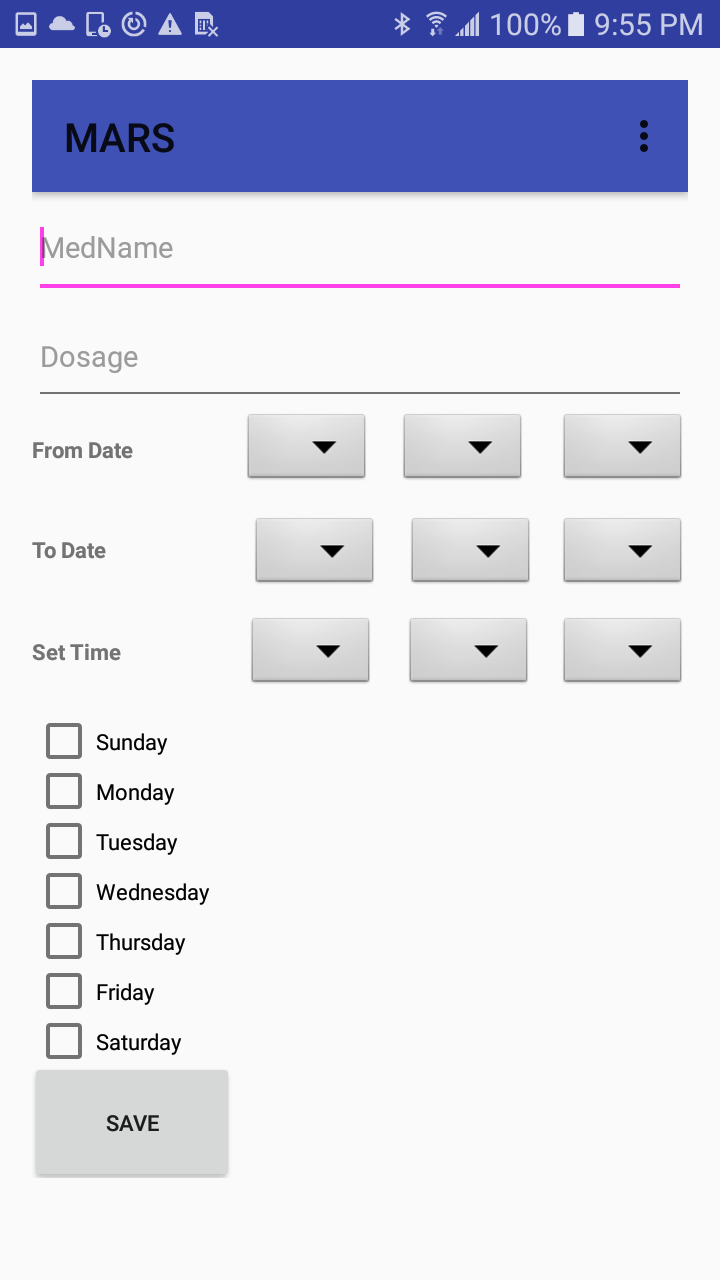 100% 9:55 PM
MARS
MedName
Dosage
From Date
To Date
Set Time
Sunday
Monday
Tuesday
Wednesday
Thursday
Friday
Saturday
SAVE